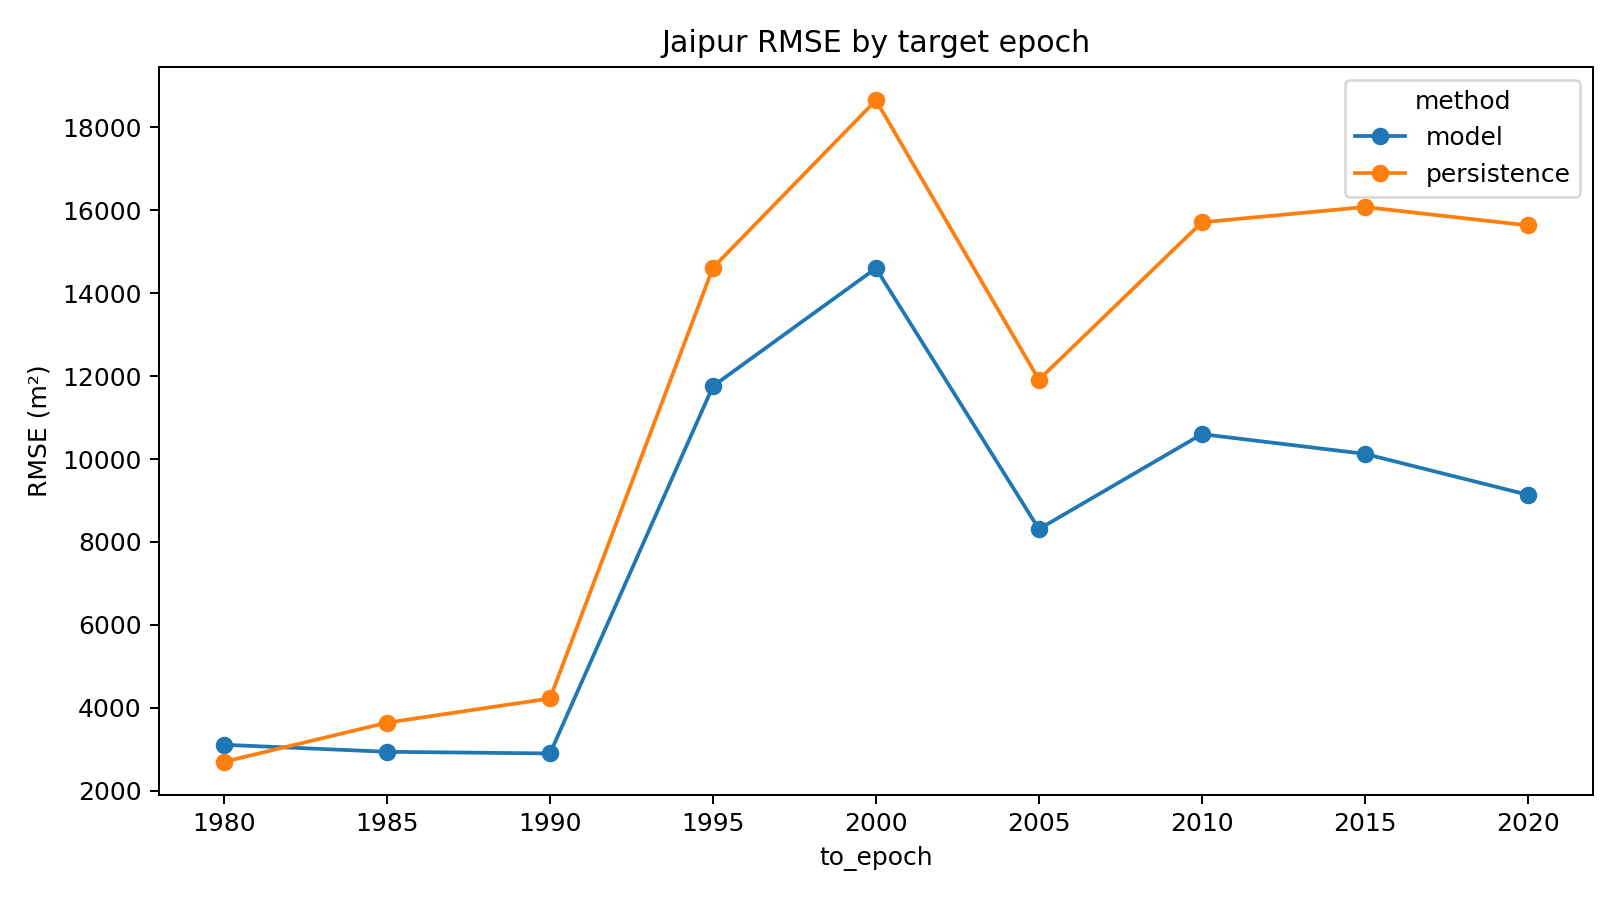 Jaipur RMSE by target epoch
method
model
persistence
RMSE (m²)
18000
16000
14000
12000
10000
8000
6000
4000
2000
1980 1985 1990 1995 2000 2005 2010 2015 2020
to_epoch